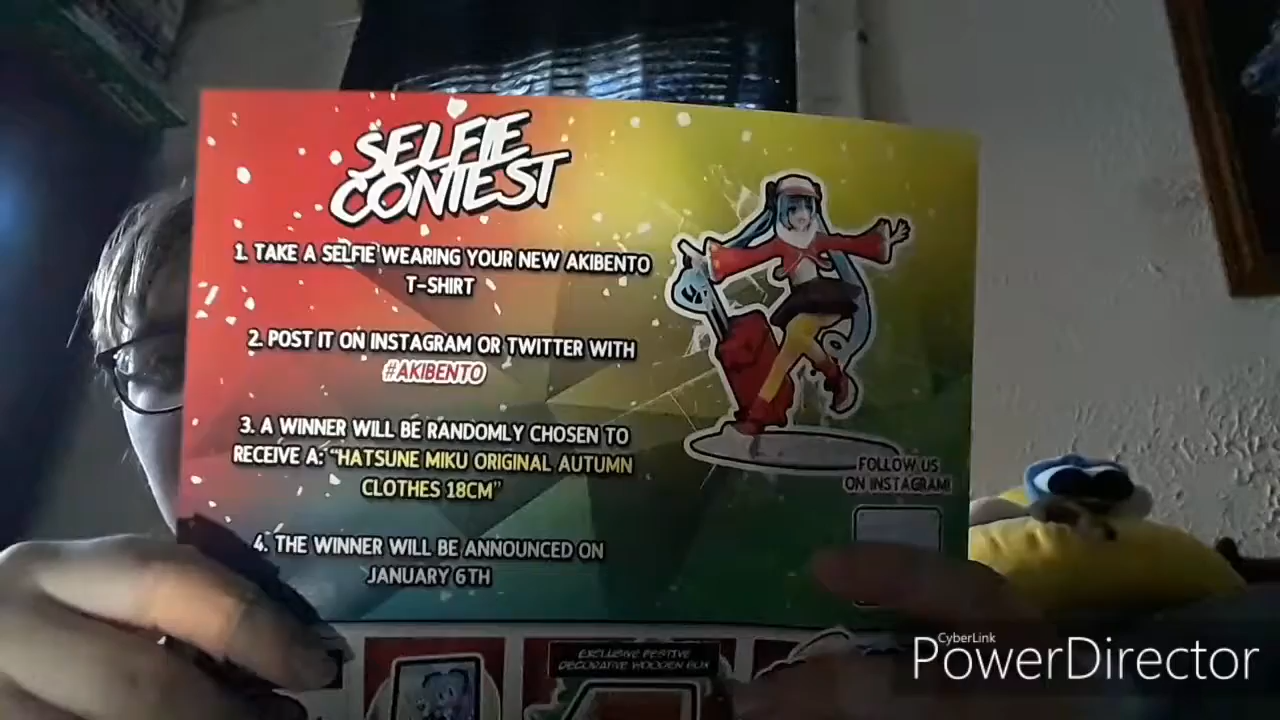 SELFIE
CONTEST
1. TAKE A SELFIE WEARING YOUR NEW AKIBENTO
T-SHIRT
2. POST IT ON INSTAGRAM OR TWITTER WITH
#AKIBENTO
3. A WINNER WILL BE RANDOMLY CHOSEN TO
RECEIVE A: "HATSUNE MIKU ORIGINAL AUTUMN
CLOTHES 18CM"
4. THE WINNER WILL BE ANNOUNCED ON
JANUARY 6TH
FOLLOW US
ON INSTAGRAM!
EXCLUSIVE FESTIVE
DECORATIVE WOODEN BOX
CyberLink
PowerDirector